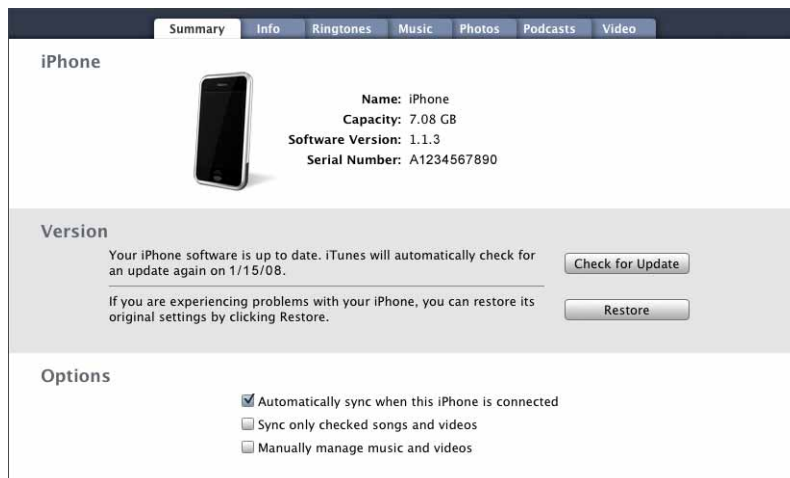 Summary Info Ringtones Music Photos Podcasts Video
iPhone
Name: iPhone
Capacity: 7.08 GB
Software Version: 1.1.3
Serial Number: A1234567890
Version
Your iPhone software is up to date. iTunes will automatically check for
an update again on 1/15/08.
Check for Update
If you are experiencing problems with your iPhone, you can restore its
original settings by clicking Restore.
Restore
Options
Automatically sync when this iPhone is connected
Sync only checked songs and videos
Manually manage music and videos